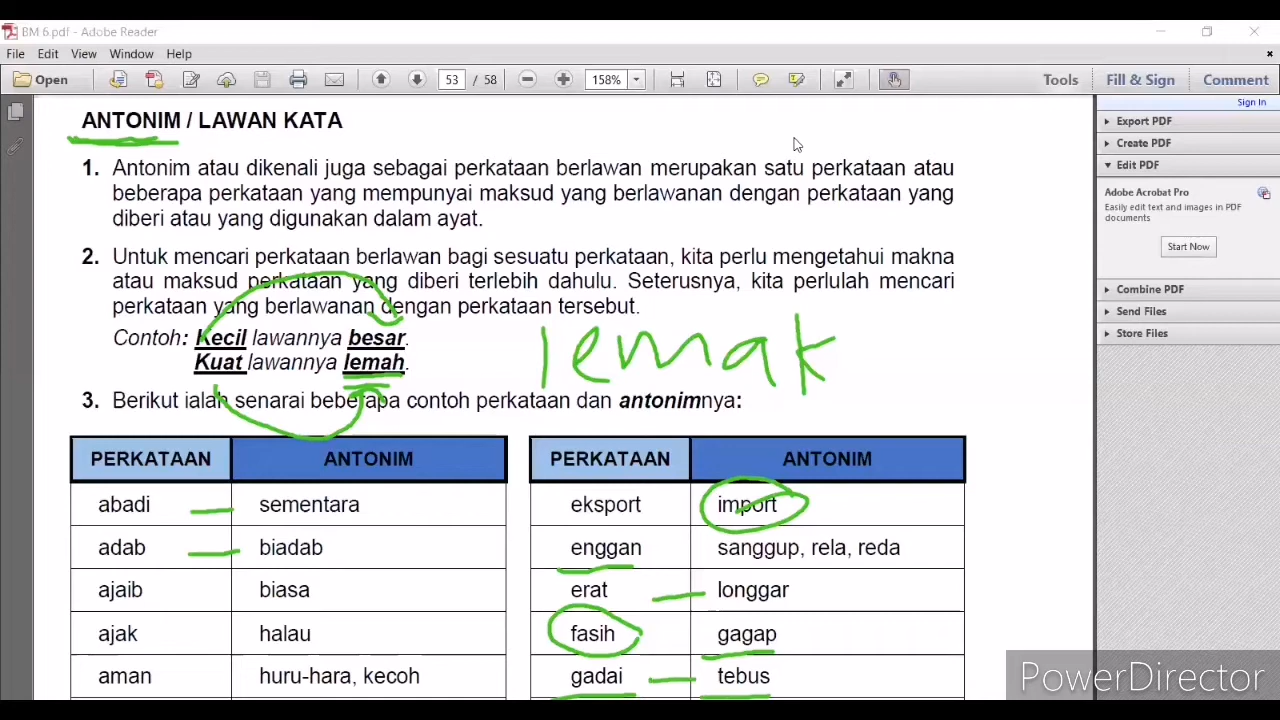 BM 6.pdf - Adobe Reader
File Edit View Window Help
Open 53 / 58 158% Tools Fill & Sign Comment
Sign In
Export PDF
Create PDF
Edit PDF
Adobe Acrobat Pro
Easily edit text and images in PDF
documents
Start Now
Combine PDF
Send Files
Store Files
ANTONIM / LAWAN KATA
1. Antonim atau dikenali juga sebagai perkataan berlawan merupakan satu perkataan atau
beberapa perkataan yang mempunyai maksud yang berlawanan dengan perkataan yang
diberi atau yang digunakan dalam ayat.
2. Untuk mencari perkataan berlawan bagi sesuatu perkataan, kita perlu mengetahui makna
atau maksud perkataan yang diberi terlebih dahulu. Seterusnya, kita perlulah mencari
perkataan yang berlawanan dengan perkataan tersebut.
Contoh: Kecil lawannya besar.
Kuat lawannya lemah.
lemak
3. Berikut ialah senarai beberapa contoh perkataan dan antonimnya:
PERKATAAN ANTONIM PERKATAAN ANTONIM
abadi sementara eksport import
adab biadab enggan sanggup, rela, reda
ajaib biasa erat longgar
ajak halau fasih gagap
aman huru-hara, kecoh gadai tebus
PowerDirector